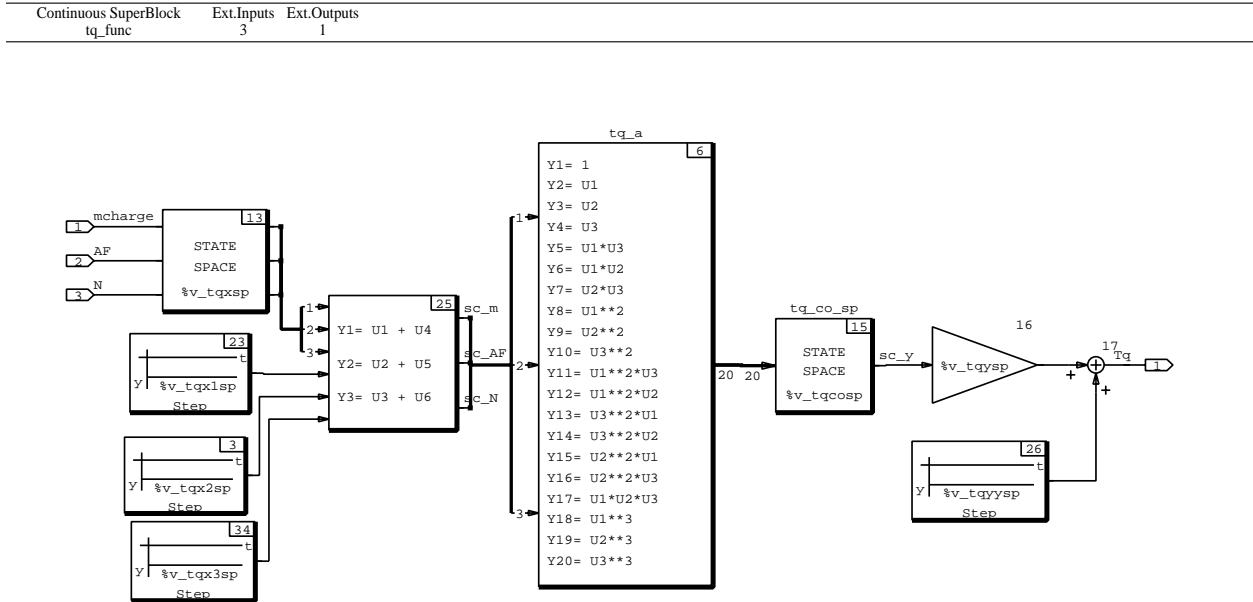 Continuous SuperBlock Ext.Inputs Ext.Outputs
tq_func 3 1
tq_a
6
Y1= 1
Y2= U1
Y3= U2
Y4= U3
Y5= U1*U3
Y6= U1*U2
Y7= U2*U3
Y8= U1**2
Y9= U2**2
Y10= U3**2
Y11= U1**2*U3
Y12= U1**2*U2
Y13= U3**2*U1
Y14= U3**2*U2
Y15= U2**2*U1
Y16= U2**2*U3
Y17= U1*U2*U3
Y18= U1**3
Y19= U2**3
Y20= U3**3
1
2
3
1 mcharge
2 AF
3 N
13
STATE
SPACE
%v_tqxsp
1
2
3
25
Y1= U1 + U4
Y2= U2 + U5
Y3= U3 + U6
sc_m
sc_AF
sc_N
23
t
y %v_tqx1sp
Step
3
t
y %v_tqx2sp
Step
34
t
y %v_tqx3sp
Step
20 20
tq_co_sp
15
STATE
SPACE
%v_tqcosp
sc_y
16
%v_tqysp
17
Tq
+
+
1
26
t
y %v_tqyysp
Step